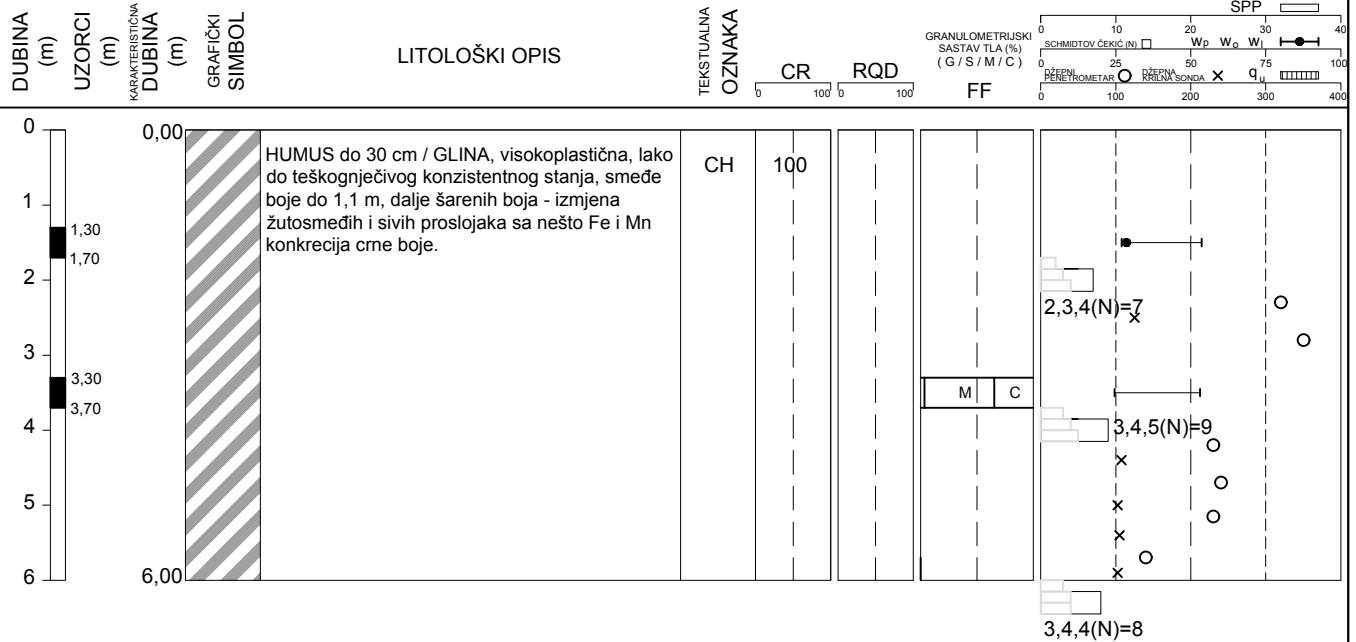 DUBINA (m)
UZORCI (m)
KARAKTERISTIČNA DUBINA (m)
GRAFIČKI SIMBOL
LITOLOŠKI OPIS
TEKSTUALNA OZNAKA
CR
0 100
RQD
0 100
GRANULOMETRIJSKI
SASTAV TLA (%)
( G / S / M / C )
FF
SPP
0 10 20 30 40
SCHMIDTOV ČEKIĆ (N) Wp Wo Wl
0 25 50 75 100
DŽEPNI PENETROMETAR DŽEPNA KRILNA SONDA qu
0 100 200 300 400
0
0,00
HUMUS do 30 cm / GLINA, visokoplastična, lako
do teškognječivog konzistentnog stanja, smeđe
boje do 1,1 m, dalje šarenih boja - izmjena
žutosmeđih i sivih proslojaka sa nešto Fe i Mn
konkrecija crne boje.
CH
100
1
1,30
1,70
2
2,3,4(N)=7
3
3,30
3,70
M C
4
3,4,5(N)=9
5
6
6,00
3,4,4(N)=8